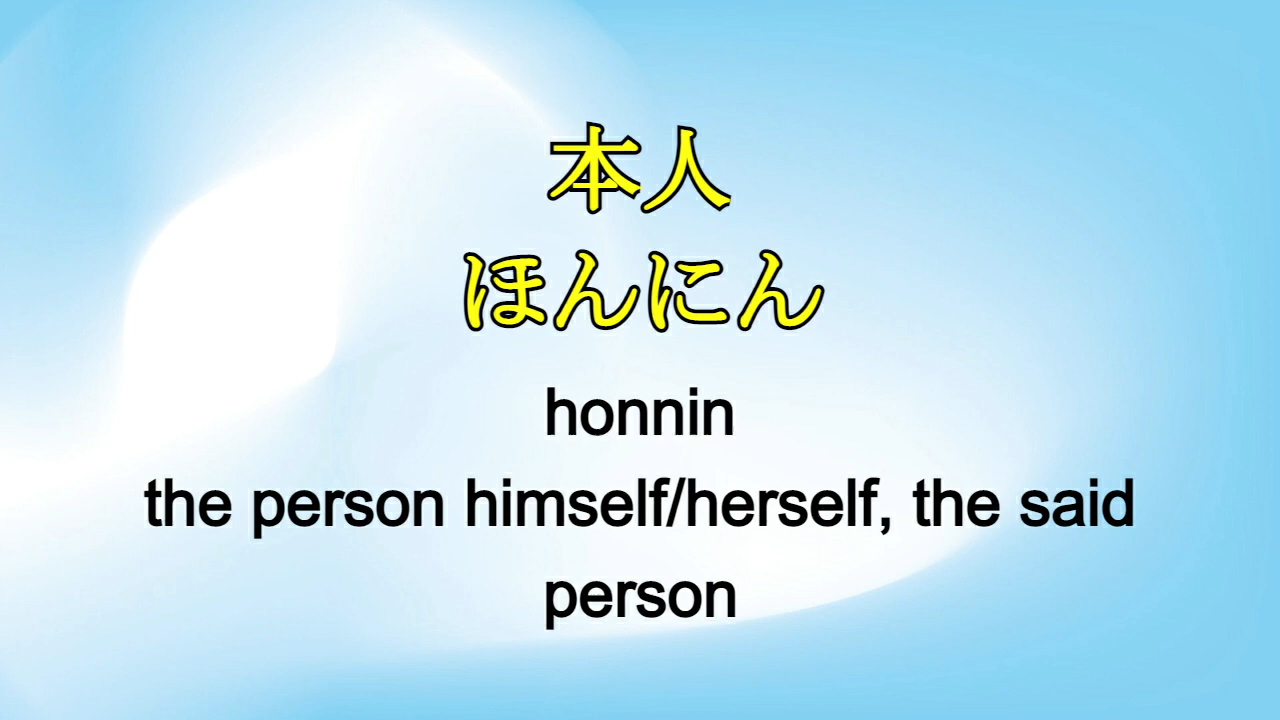 本人
ほんにん
honnin
the person himself/herself, the said
person